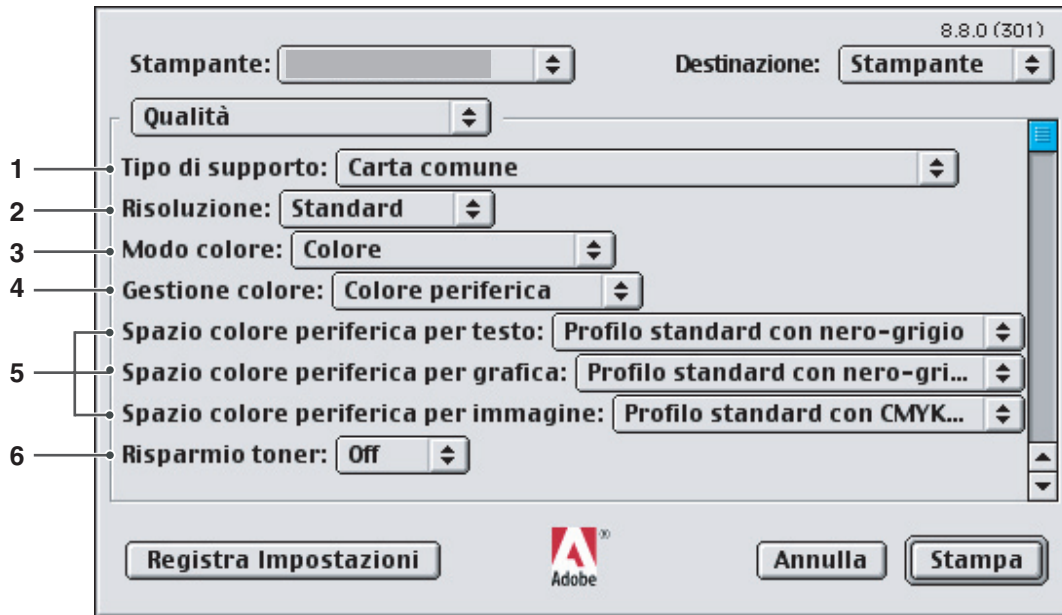 8.8.0 (301)
Stampante: Destinazione: Stampante
Qualità
1 Tipo di supporto: Carta comune
2 Risoluzione: Standard
3 Modo colore: Colore
4 Gestione colore: Colore periferica
Spazio colore periferica per testo: Profilo standard con nero-grigio
5 Spazio colore periferica per grafica: Profilo standard con nero-gri...
Spazio colore periferica per immagine: Profilo standard con CMYK...
6 Risparmio toner: Off
Registra Impostazioni Adobe® Annulla Stampa